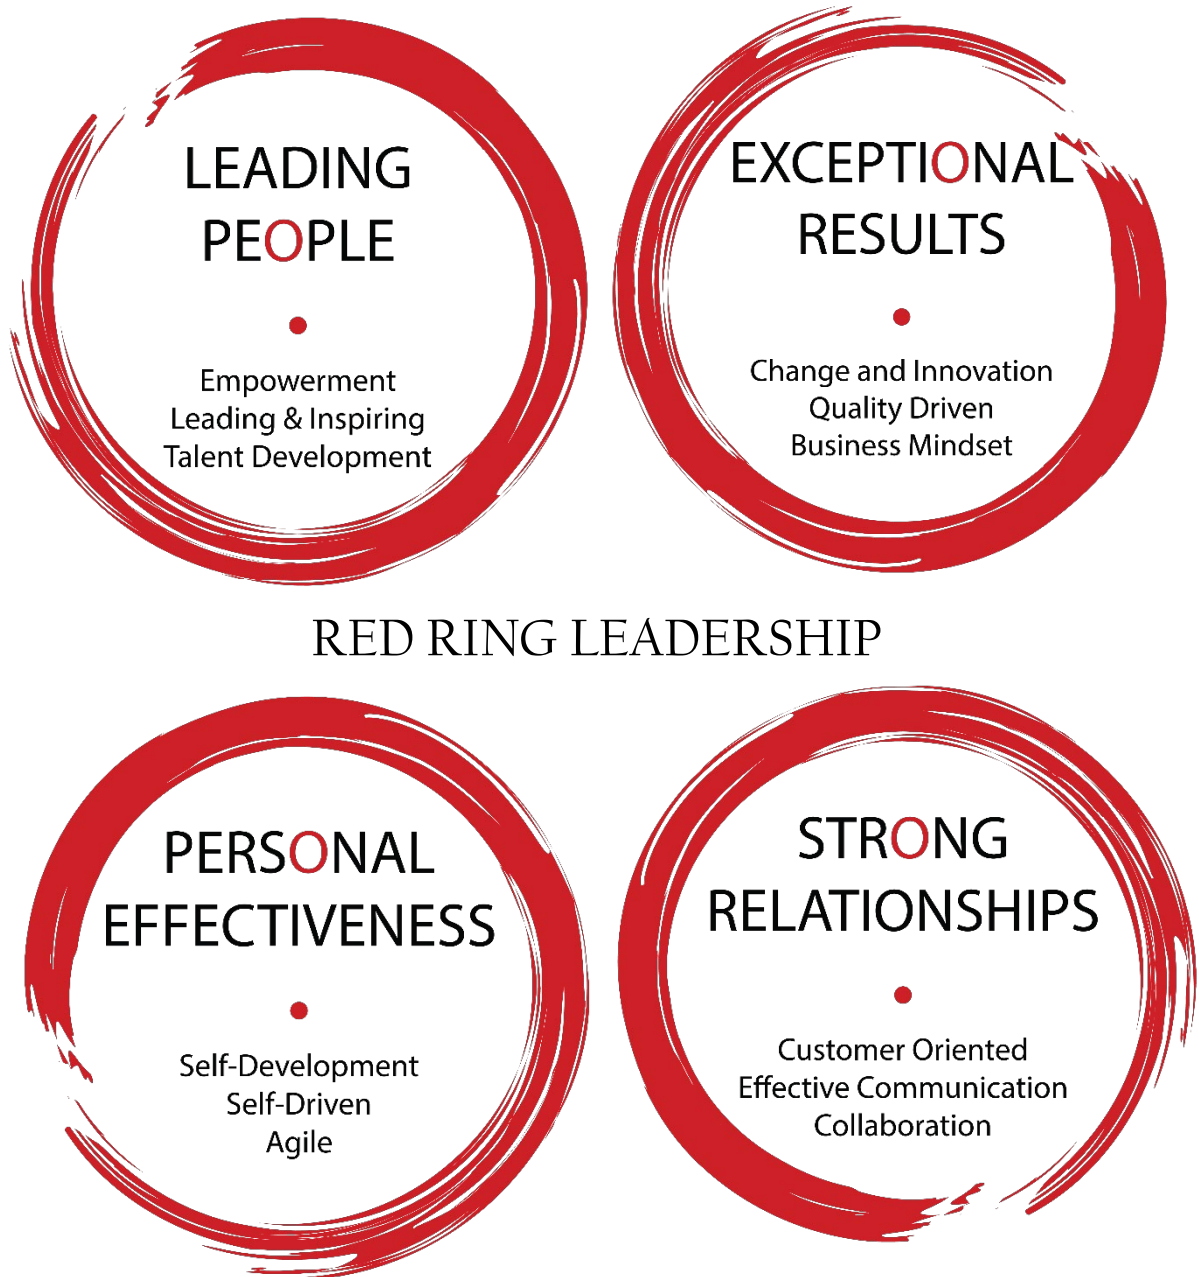 LEADING
PEOPLE
Empowerment
Leading & Inspiring
Talent Development
EXCEPTIONAL
RESULTS
Change and Innovation
Quality Driven
Business Mindset
RED RING LEADERSHIP
PERSONAL
EFFECTIVENESS
Self-Development
Self-Driven
Agile
STRONG
RELATIONSHIPS
Customer Oriented
Effective Communication
Collaboration